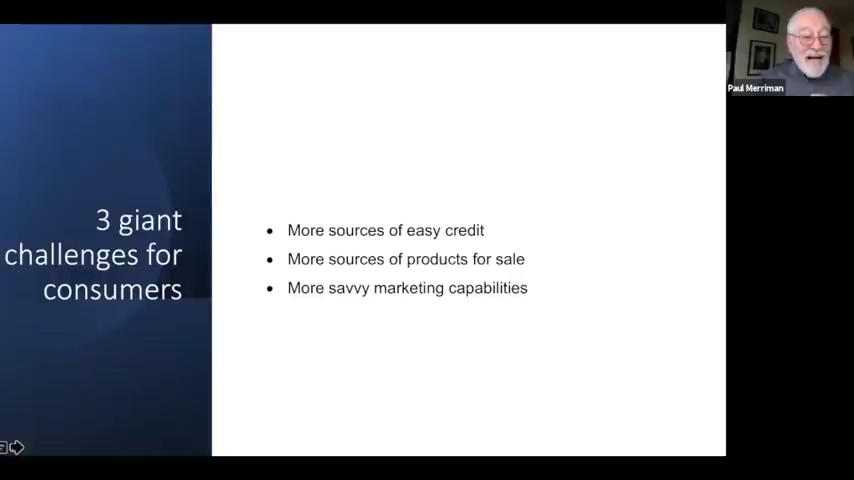 3 giant
challenges for
consumers
• More sources of easy credit
• More sources of products for sale
• More savvy marketing capabilities
Paul Merriman